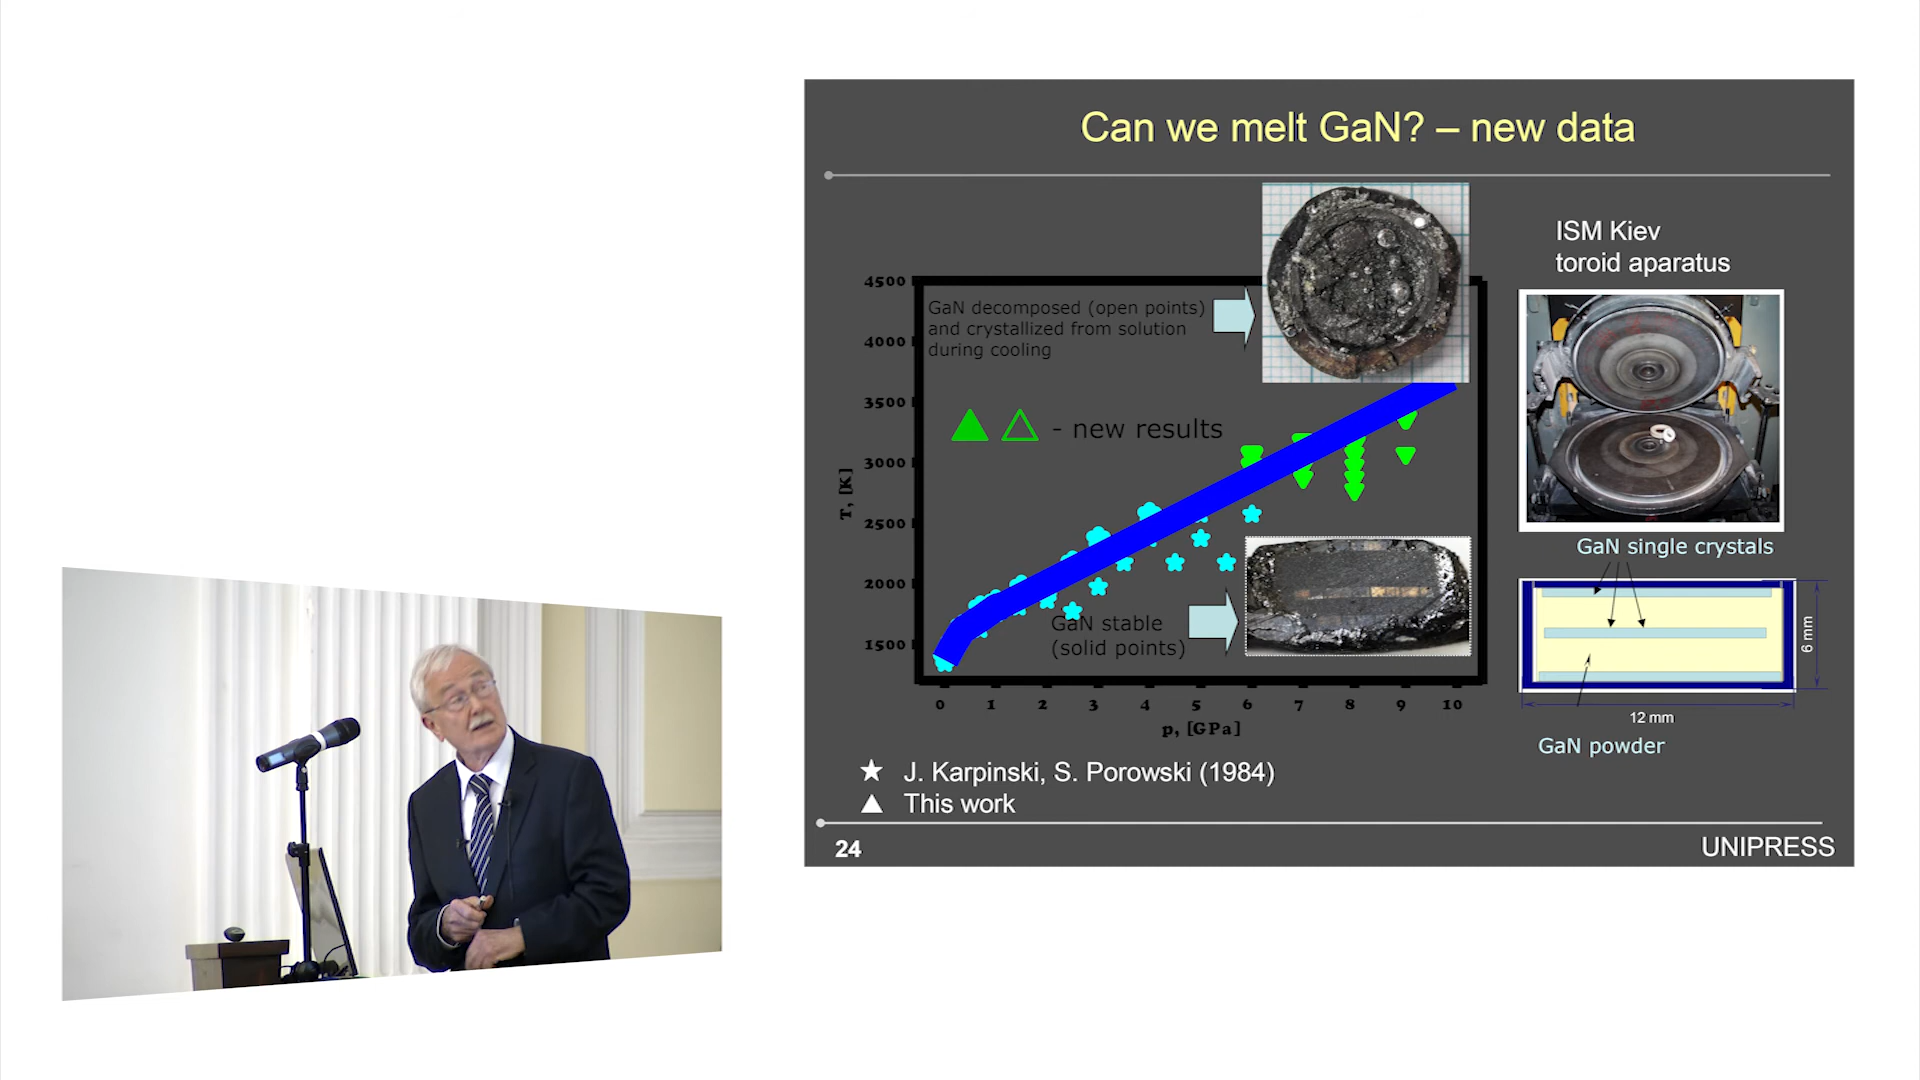 Can we melt GaN? – new data
ISM Kiev
toroid aparatus
GaN decomposed (open points)
and crystallized from solution
during cooling
- new results
4500
4000
3500
3000
2500
2000
1500
T, [K]
GaN stable
(solid points)
0 1 2 3 4 5 6 7 8 9 10
p, [GPa]
GaN single crystals
6 mm
12 mm
GaN powder
J. Karpinski, S. Porowski (1984)
This work
24
UNIPRESS